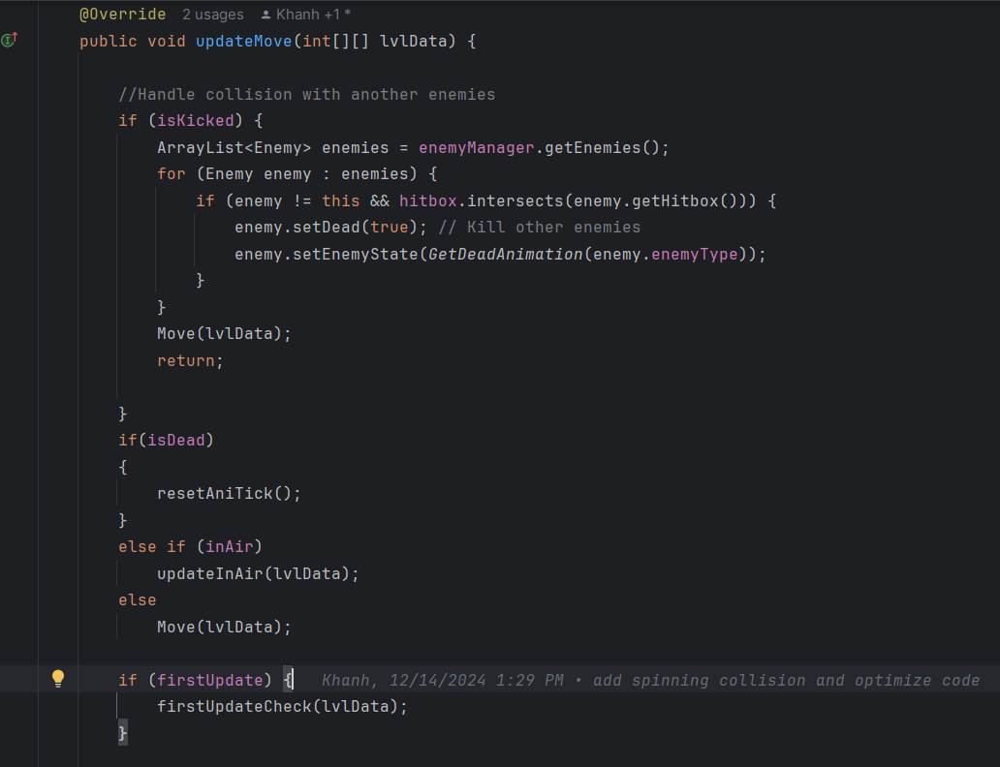 @Override 2 usages Khanh +1 *
public void updateMove(int[][] lvlData) {
//Handle collision with another enemies
if (isKicked) {
ArrayList<Enemy> enemies = enemyManager.getEnemies();
for (Enemy enemy : enemies) {
if (enemy != this && hitbox.intersects(enemy.getHitbox())) {
enemy.setDead(true); // Kill other enemies
enemy.setEnemyState(GetDeadAnimation(enemy.enemyType));
}
}
Move(lvlData);
return;
}
if(isDead)
{
resetAniTick();
}
else if (inAir)
updateInAir(lvlData);
else
Move(lvlData);
if (firstUpdate) { Khanh, 12/14/2024 1:29 PM • add spinning collision and optimize code
firstUpdateCheck(lvlData);
}